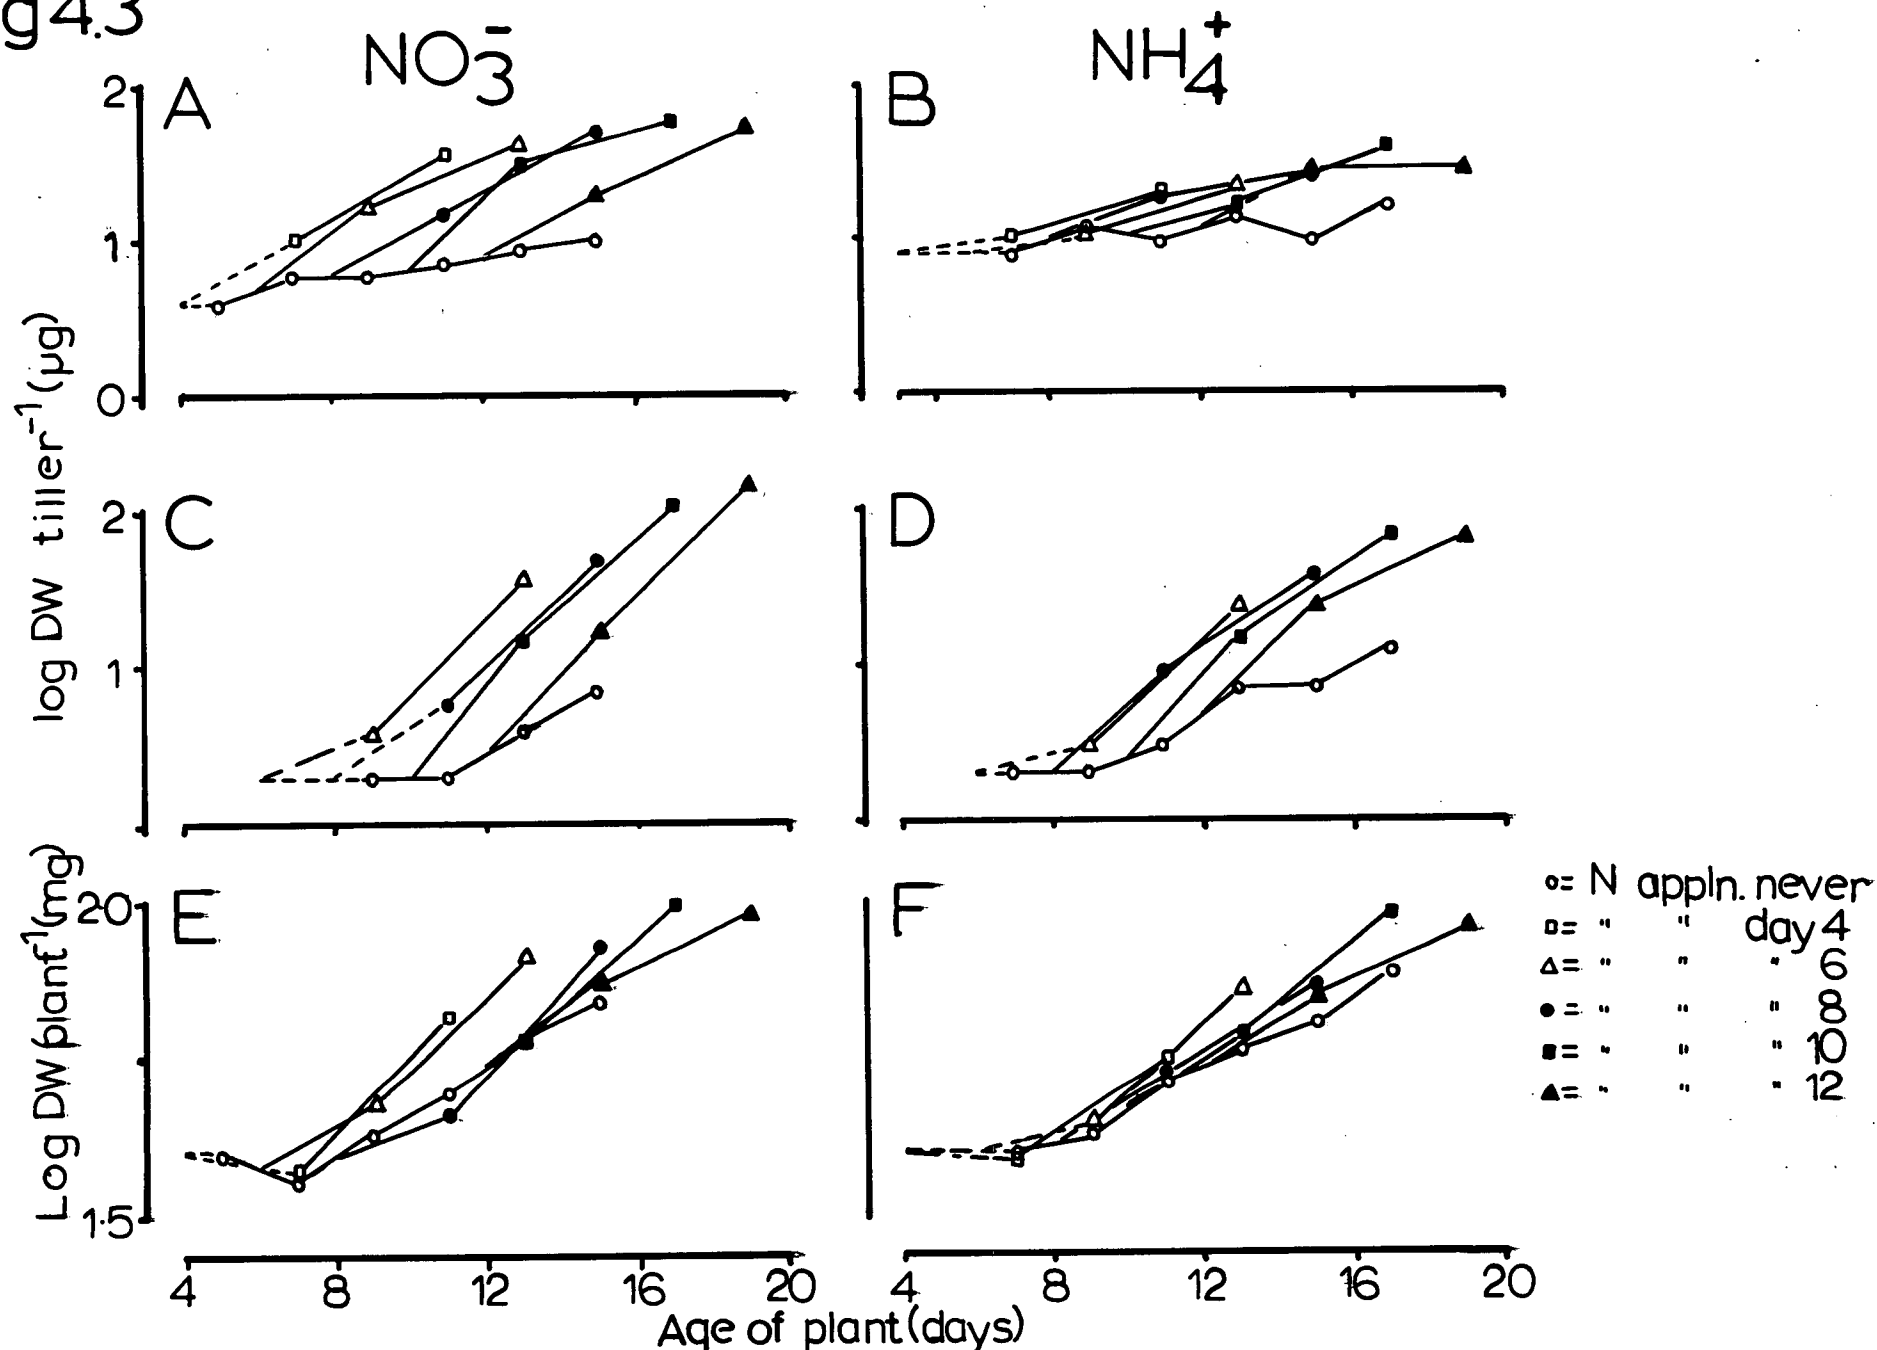 g4.3
NO3-
NH4+
A
B
2
1
0
log DW tiller-1 (µg)
C
D
2
1
E
F
20
1·5
Log DW(plant1(mg)
o= N appln. never
□= " " day 4
△= " " " 6
●= " " " 8
■= " " " 10
▲= " " " 12
4 8 12 16 20
4 8 12 16 20
Age of plant (days)